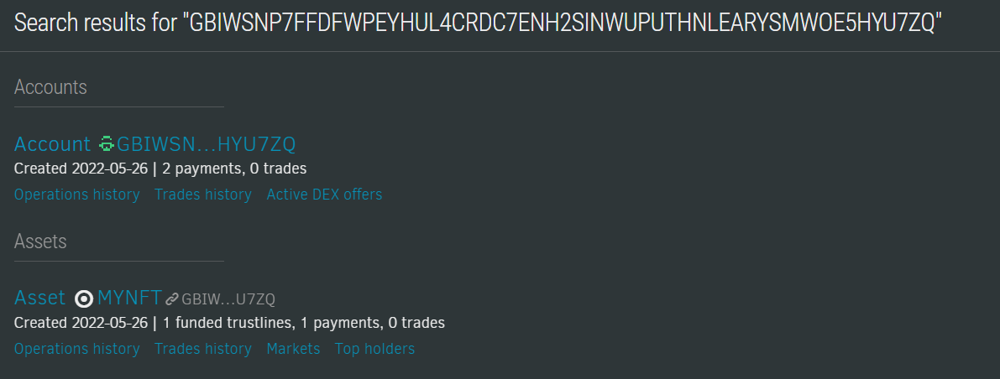 Search results for "GBIWSNP7FFDFWPEYHUL4CRDC7ENH2SINWUPUTHNLEARYSMWOE5HYU7ZQ"
Accounts
Account GBIWSN...HYU7ZQ
Created 2022-05-26 | 2 payments, 0 trades
Operations history Trades history Active DEX offers
Assets
Asset MYNFT GBIW...U7ZQ
Created 2022-05-26 | 1 funded trustlines, 1 payments, 0 trades
Operations history Trades history Markets Top holders